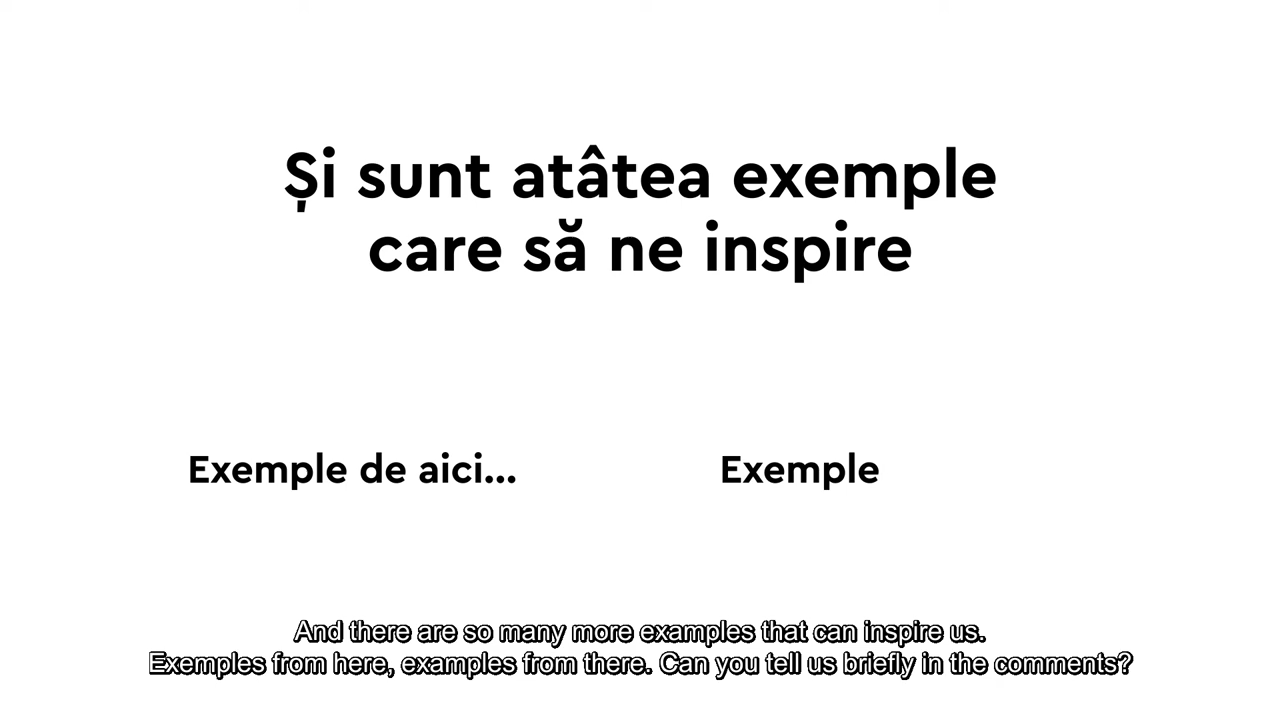 Și sunt atâtea exemple
care să ne inspire
Exemple de aici...
Exemple
And there are so many more examples that can inspire us.
Exemples from here, examples from there. Can you tell us briefly in the comments?